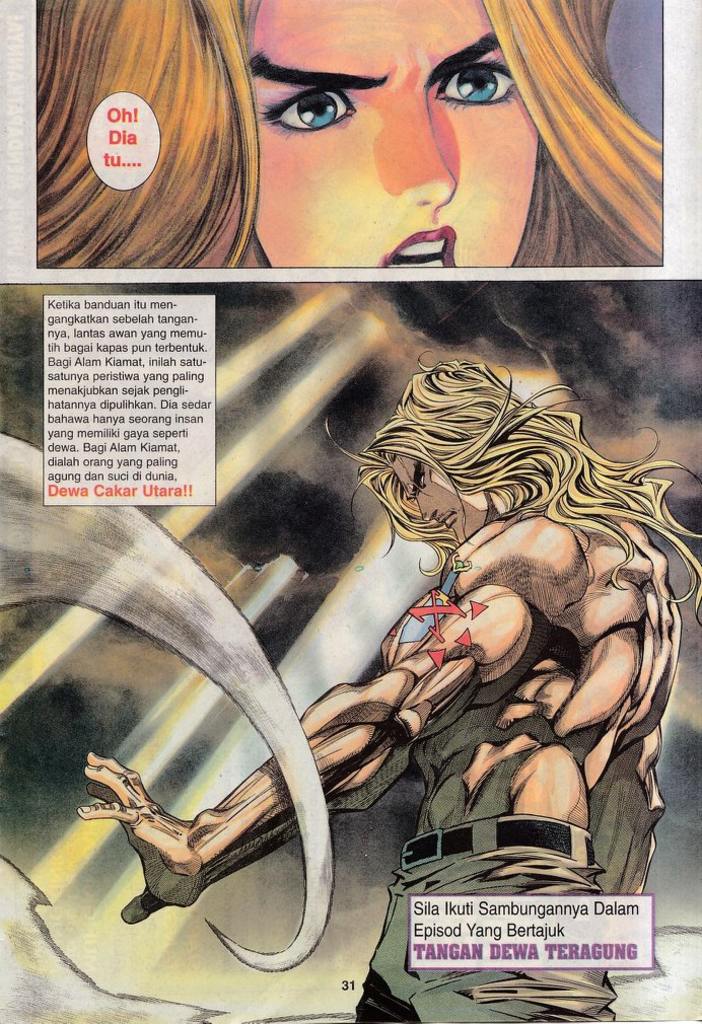 Oh!
Dia
tu....
Ketika banduan itu men-
gangkatkan sebelah tangan-
nya, lantas awan yang memu-
tih bagai kapas pun terbentuk.
Bagi Alam Kiamat, inilah satu-
satunya peristiwa yang paling
menakjubkan sejak pengli-
hatannya dipulihkan. Dia sedar
bahawa hanya seorang insan
yang memiliki gaya seperti
dewa. Bagi Alam Kiamat,
dialah orang yang paling
agung dan suci di dunia,
Dewa Cakar Utara!!
Sila Ikuti Sambungannya Dalam
Episod Yang Bertajuk
TANGAN DEWA TERAGUNG
31